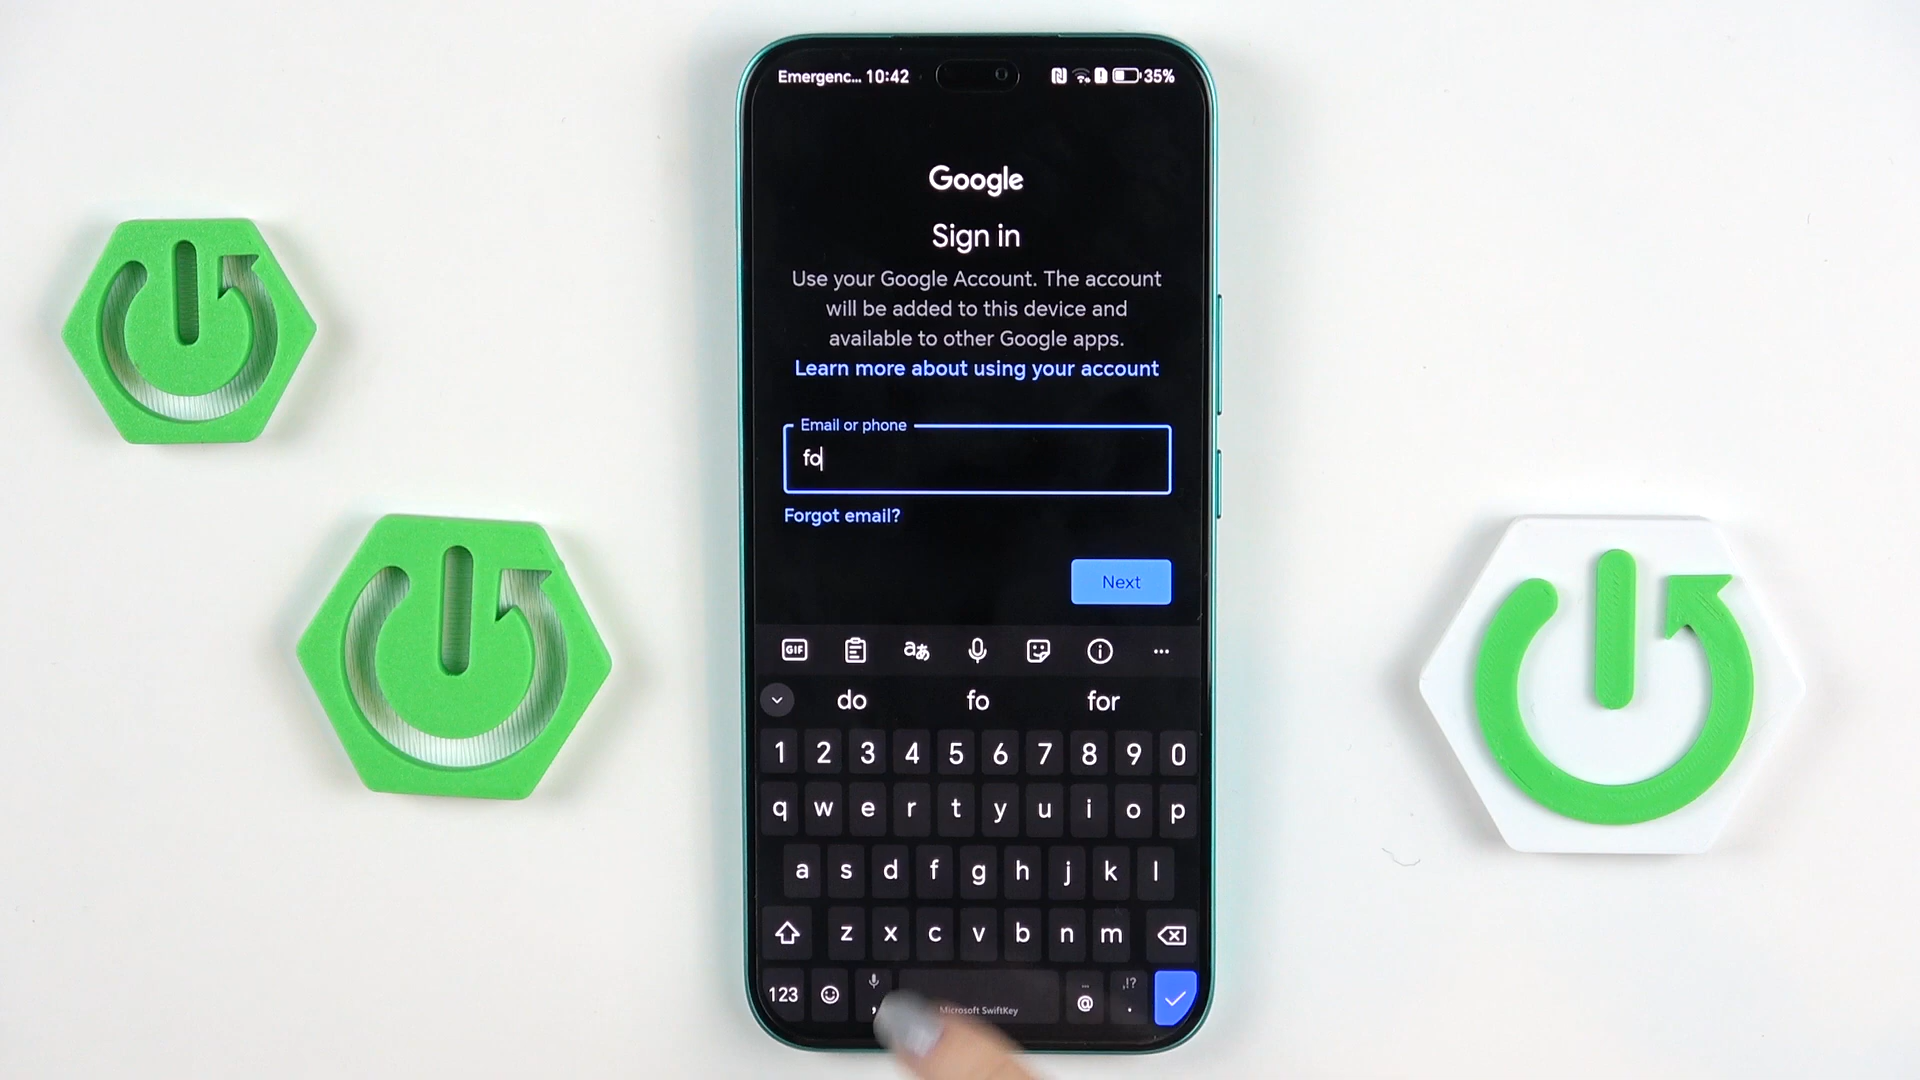 Emergenc... 10:42
35%
Google
Sign in
Use your Google Account. The account
will be added to this device and
available to other Google apps.
Learn more about using your account
Email or phone
fo
Forgot email?
Next
GIF
do fo for
1 2 3 4 5 6 7 8 9 0
q w e r t y u i o p
a s d f g h j k l
z x c v b n m
123 , Microsoft SwiftKey @ ,!? .